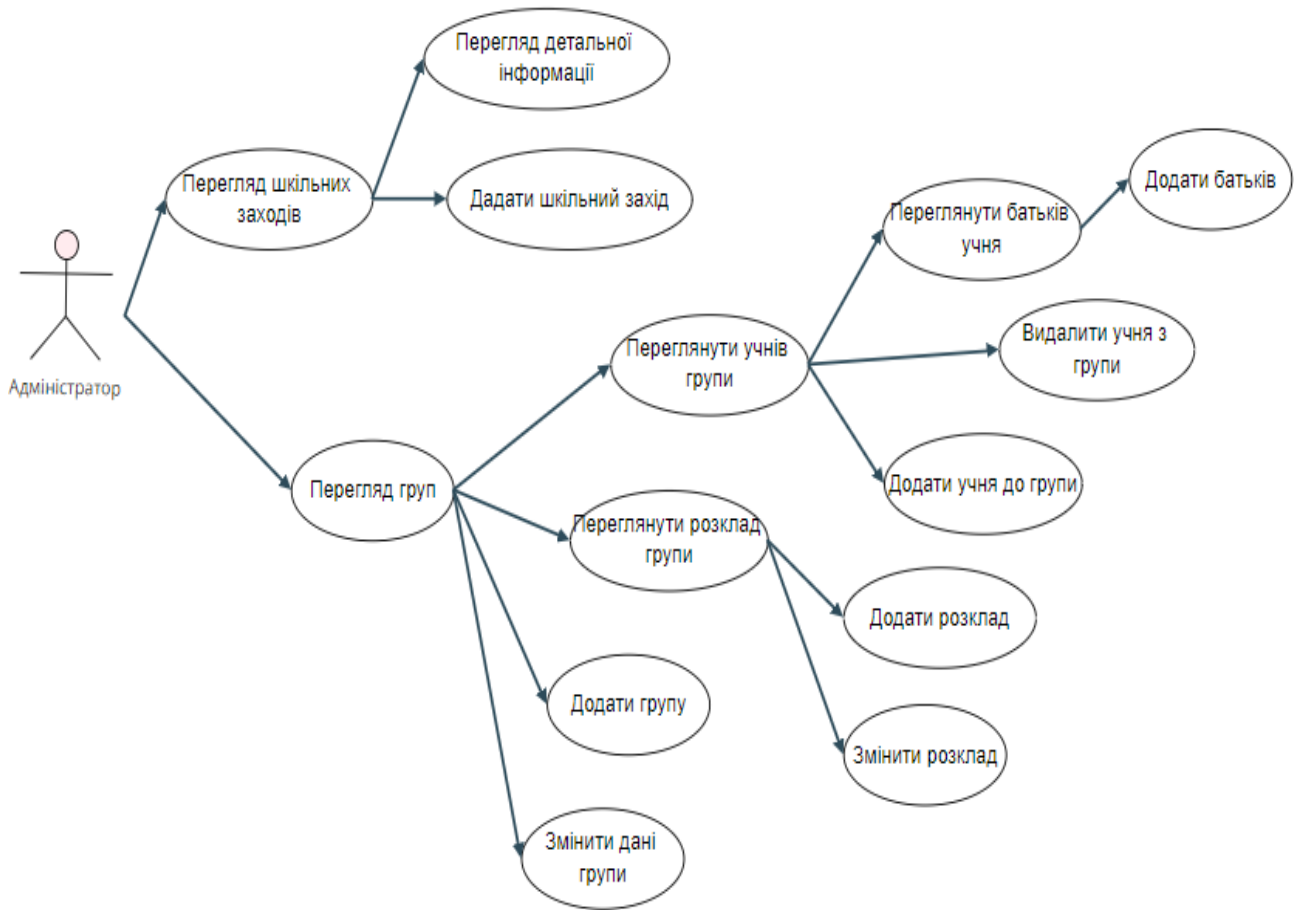 Перегляд детальної
інформації
Перегляд шкільних
заходів
Дадати шкільний захід
Додати батьків
Переглянути батьків
учня
Адміністратор
Переглянути учнів
групи
Видалити учня з
групи
Перегляд груп
Додати учня до групи
Переглянути розклад
групи
Додати розклад
Додати групу
Змінити розклад
Змінити дані
групи